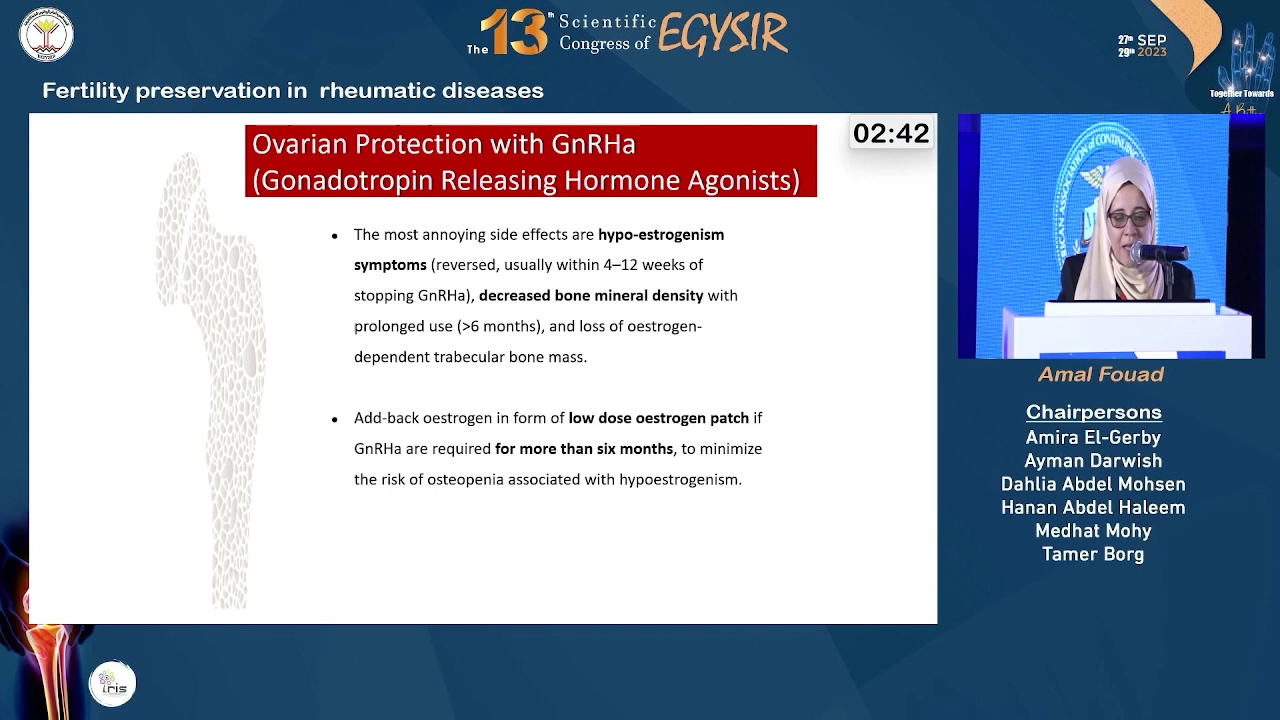 The 13th Scientific Congress of EGYSIR
27th SEP
29th 2023
Together Towards
Fertility preservation in rheumatic diseases
02:42
Ovarian Protection with GnRHa
(Gonadotropin Releasing Hormone Agonists)
• The most annoying side effects are hypo-estrogenism
symptoms (reversed, usually within 4–12 weeks of
stopping GnRHa), decreased bone mineral density with
prolonged use (>6 months), and loss of oestrogen-
dependent trabecular bone mass.
• Add-back oestrogen in form of low dose oestrogen patch if
GnRHa are required for more than six months, to minimize
the risk of osteopenia associated with hypoestrogenism.
Amal Fouad
Chairpersons
Amira El-Gerby
Ayman Darwish
Dahlia Abdel Mohsen
Hanan Abdel Haleem
Medhat Mohy
Tamer Borg
iris